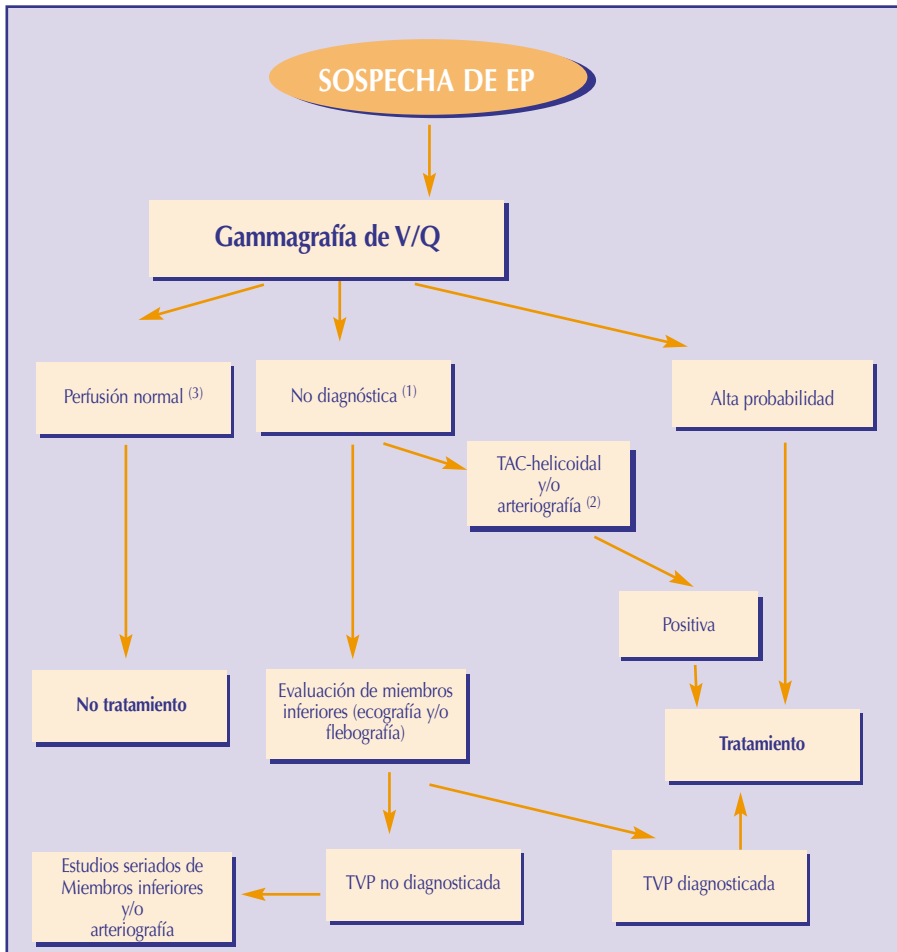 SOSPECHA DE EP
Gammagrafía de V/Q
Perfusión normal (3)
No diagnóstica (1)
Alta probabilidad
TAC-helicoidal
y/o
arteriografía (2)
Positiva
No tratamiento
Evaluación de miembros
inferiores (ecografía y/o
flebografía)
Tratamiento
Estudios seriados de
Miembros inferiores
y/o
arteriografía
TVP no diagnosticada
TVP diagnosticada